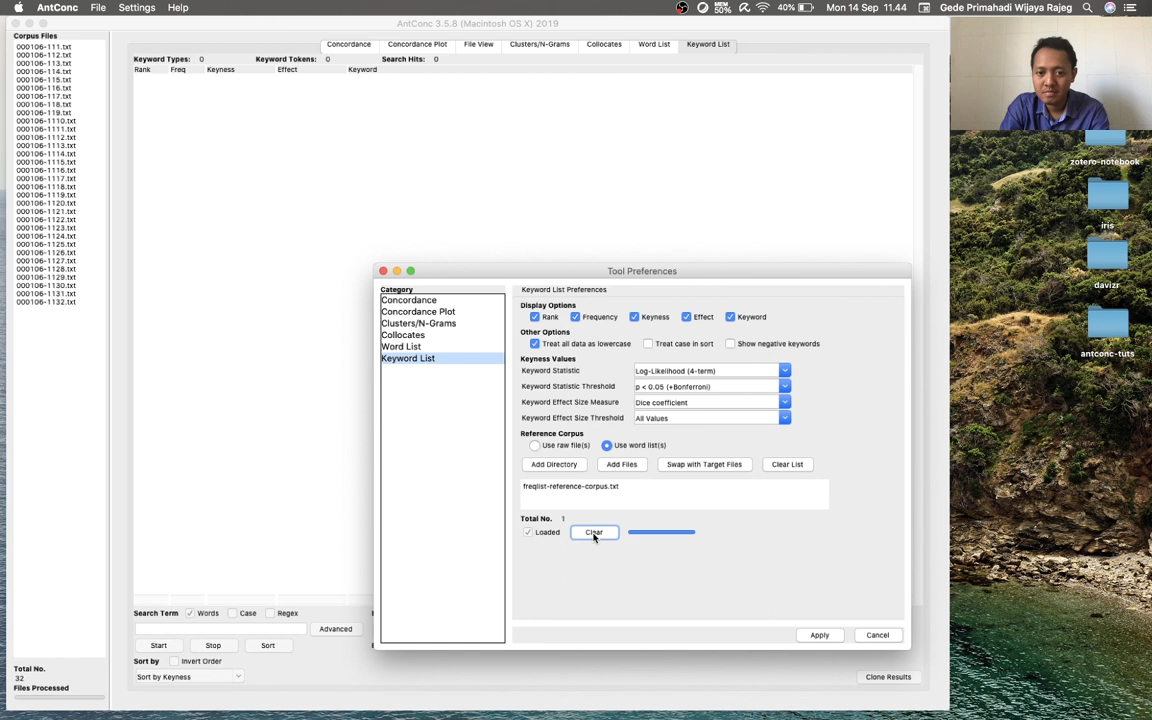 AntConc File Settings Help MEM 50% 40% Mon 14 Sep 11.44 Gede Primahadi Wijaya Rajeg
AntConc 3.5.8 (Macintosh OS X) 2019
Corpus Files
000106-111.txt
000106-112.txt
000106-113.txt
000106-114.txt
000106-115.txt
000106-116.txt
000106-117.txt
000106-118.txt
000106-119.txt
000106-1110.txt
000106-1111.txt
000106-1112.txt
000106-1113.txt
000106-1114.txt
000106-1115.txt
000106-1116.txt
000106-1117.txt
000106-1118.txt
000106-1119.txt
000106-1120.txt
000106-1121.txt
000106-1122.txt
000106-1123.txt
000106-1124.txt
000106-1125.txt
000106-1126.txt
000106-1127.txt
000106-1128.txt
000106-1129.txt
000106-1130.txt
000106-1131.txt
000106-1132.txt
Total No.
32
Files Processed
Concordance Concordance Plot File View Clusters/N-Grams Collocates Word List Keyword List
Keyword Types: 0 Keyword Tokens: 0 Search Hits: 0
Rank Freq Keyness Effect Keyword
Tool Preferences
Category
Concordance
Concordance Plot
Clusters/N-Grams
Collocates
Word List
Keyword List
Keyword List Preferences
Display Options
Rank Frequency Keyness Effect Keyword
Other Options
Treat all data as lowercase Treat case in sort Show negative keywords
Keyness Values
Keyword Statistic Log-Likelihood (4-term)
Keyword Statistic Threshold p < 0.05 (+Bonferroni)
Keyword Effect Size Measure Dice coefficient
Keyword Effect Size Threshold All Values
Reference Corpus
Use raw file(s) Use word list(s)
Add Directory Add Files Swap with Target Files Clear List
freqlist-reference-corpus.txt
Total No. 1
Loaded Clear
Apply Cancel
Search Term Words Case Regex
Advanced
Start Stop Sort
Sort by Invert Order
Sort by Keyness
Clone Results
zotero-notebook
iris
davizr
antconc-tuts